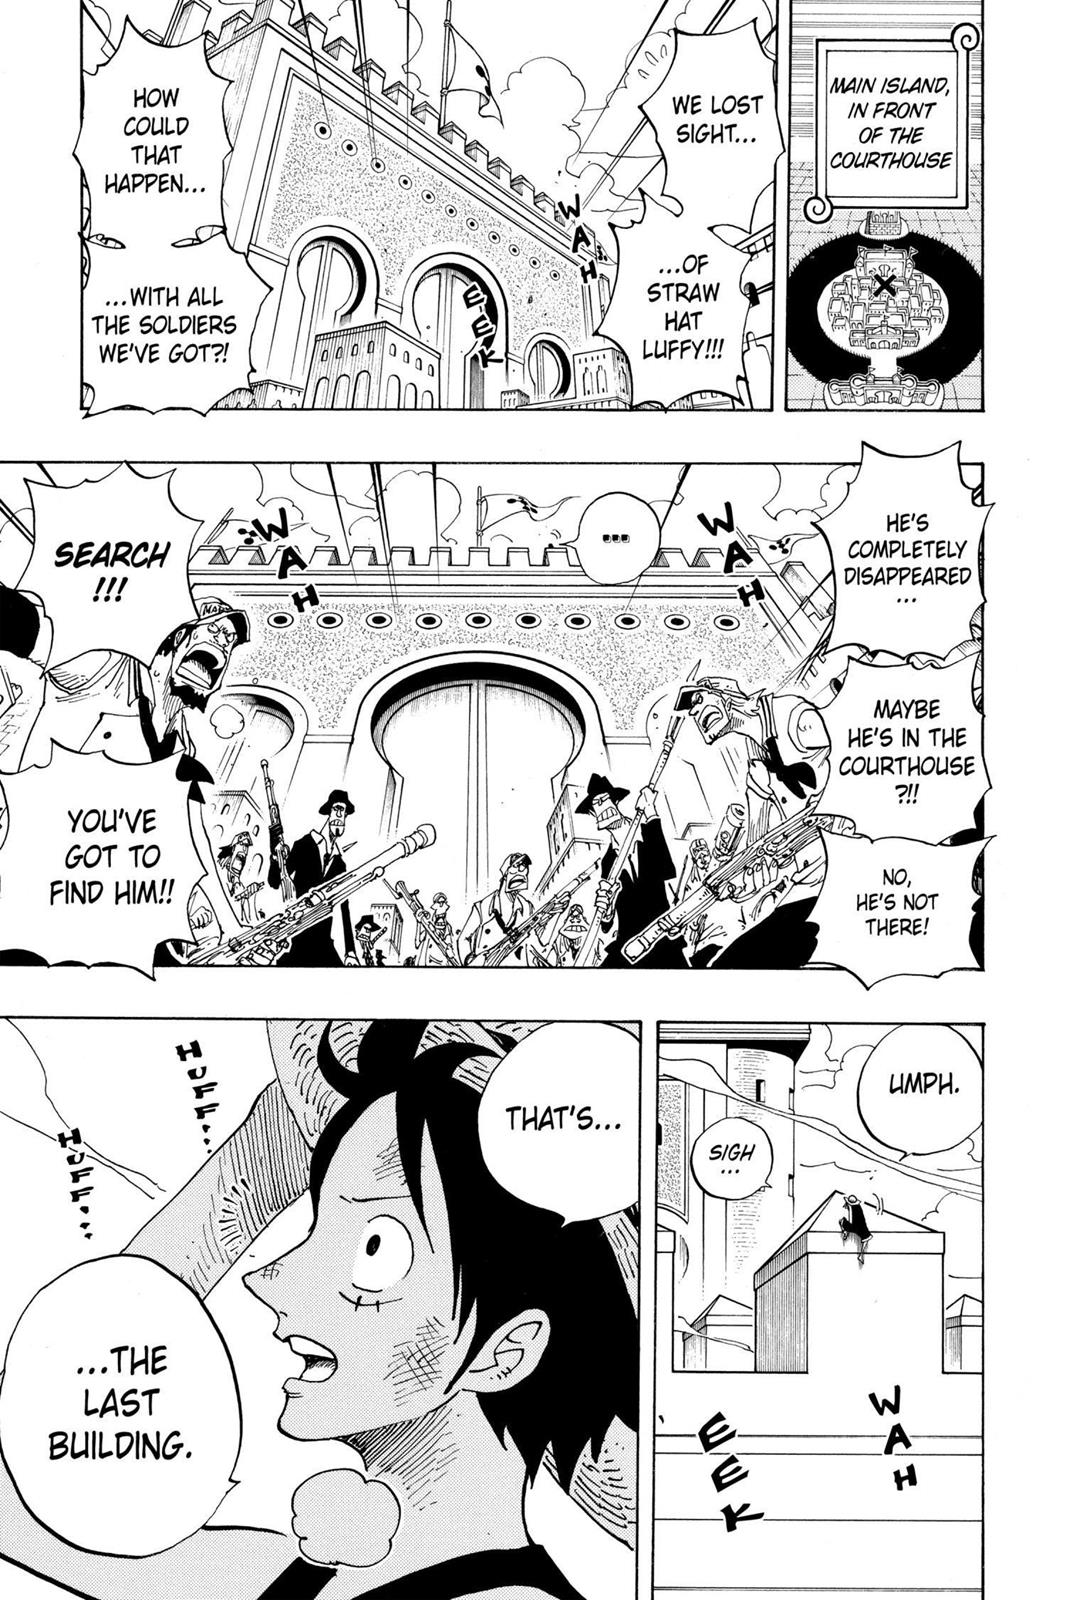 MAIN ISLAND,
IN FRONT
OF THE
COURTHOUSE
WE LOST
SIGHT...
...OF
STRAW
HAT
LUFFY!!!
WAH
EEEK
HOW
COULD
THAT
HAPPEN...
...WITH ALL
THE SOLDIERS
WE'VE GOT?!
HE'S
COMPLETELY
DISAPPEARED
...
MAYBE
HE'S IN THE
COURTHOUSE
?!!
NO,
HE'S NOT
THERE!
WAH
...
WAH
SEARCH
!!!
YOU'VE
GOT TO
FIND HIM!!
UMPH.
SIGH
...
WAH
EEEK
THAT'S...
HUFF...
HUFF...
...THE
LAST
BUILDING.